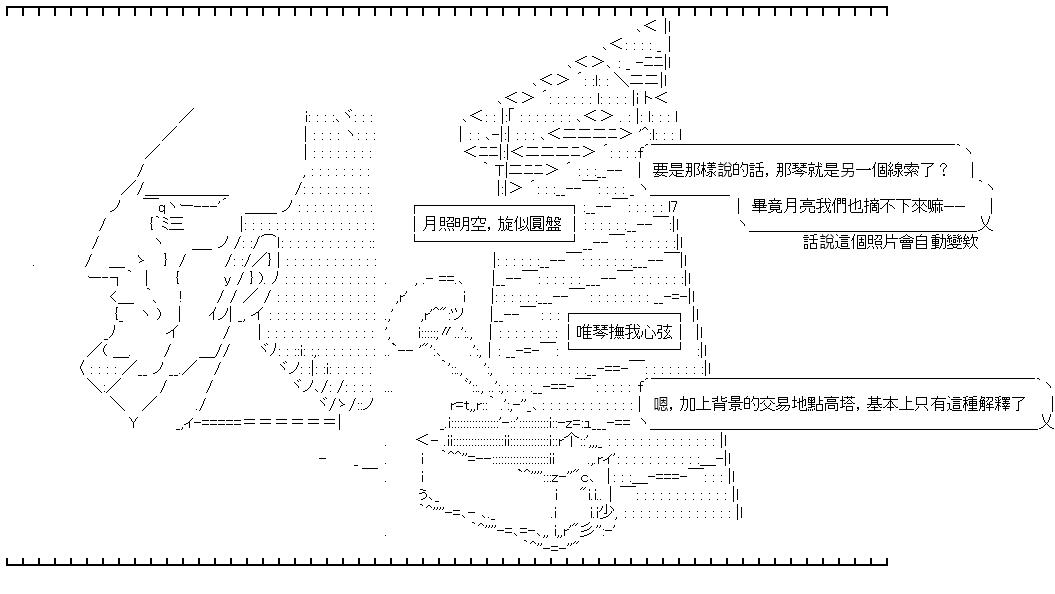 要是那樣說的話，那琴就是另一個線索了？
畢竟月亮我們也摘不下來嘛──
話說這個照片會自動變欸
月照明空，旋似圓盤
唯琴撫我心弦
嗯，加上背景的交易地點高塔，基本上只有這種解釋了